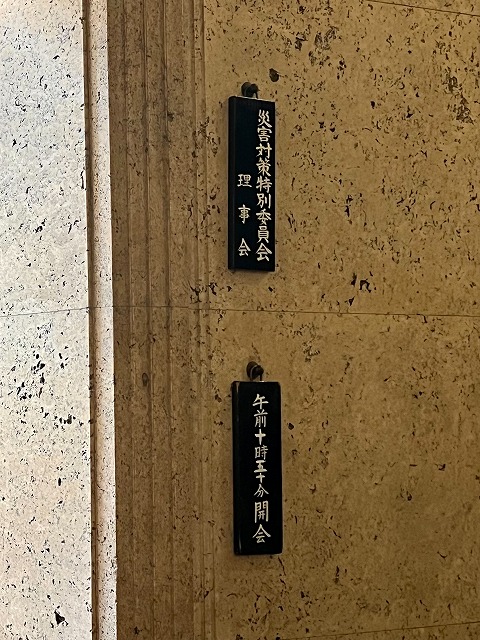 災害対策特別委員会
理事会
午前十時五十分開会